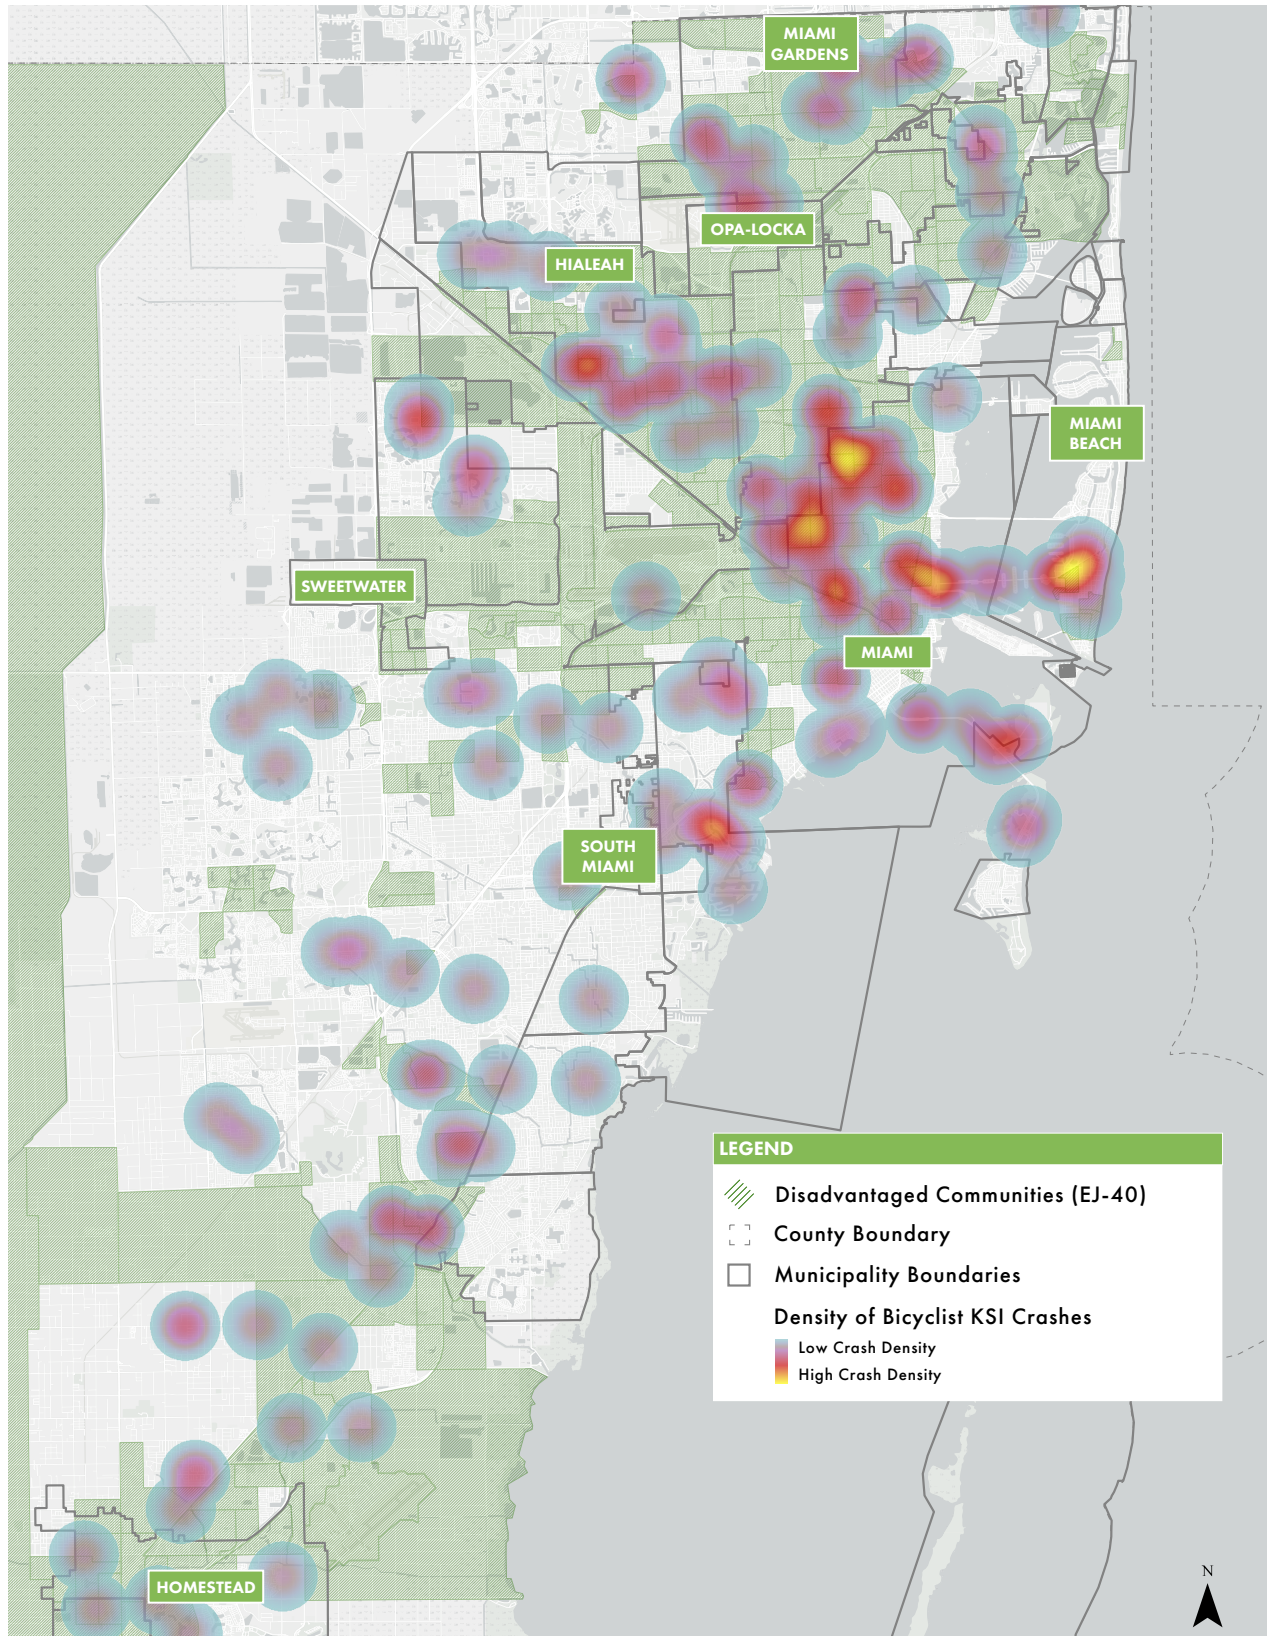 MIAMI
GARDENS
OPA-LOCKA
HIALEAH
MIAMI
BEACH
SWEETWATER
MIAMI
SOUTH
MIAMI
LEGEND
Disadvantaged Communities (EJ-40)
County Boundary
Municipality Boundaries
Density of Bicyclist KSI Crashes
Low Crash Density
High Crash Density
HOMESTEAD
N